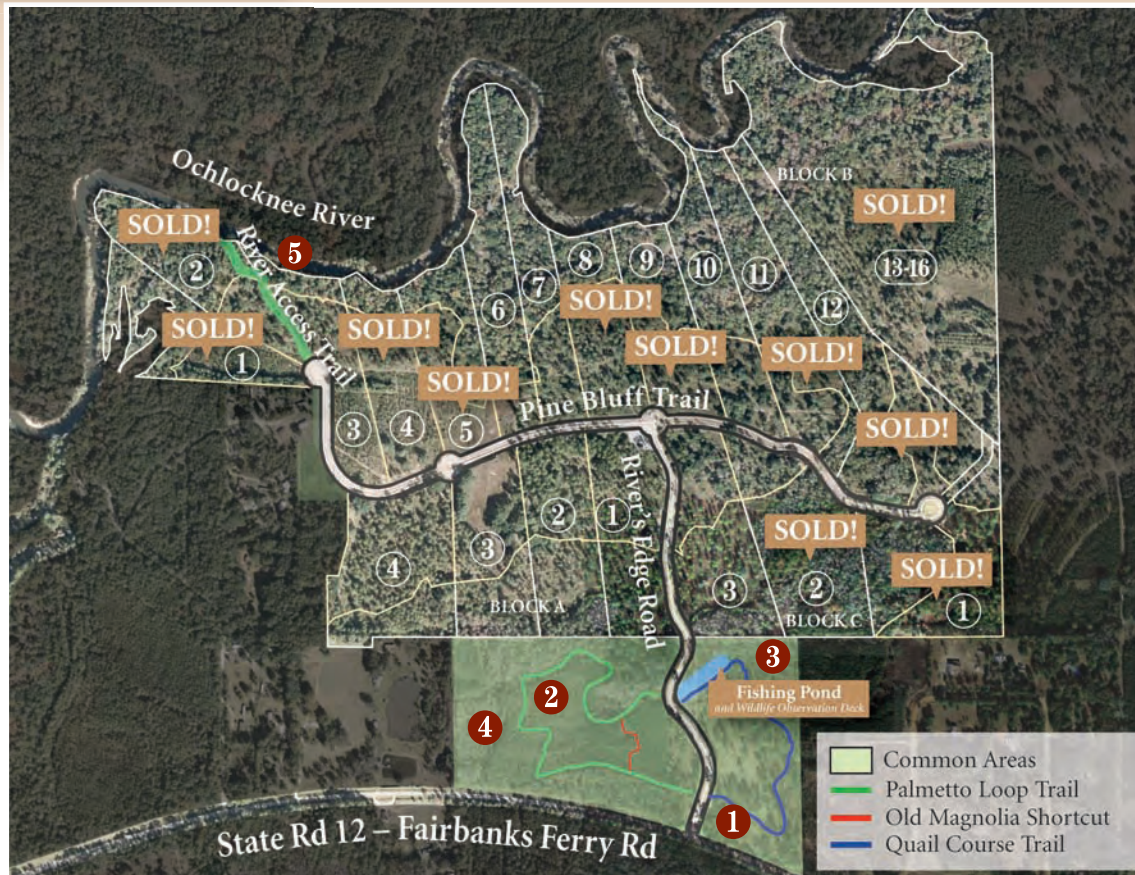 Ochlocknee River
BLOCK B
SOLD!
SOLD!
5
2
River Access Trail
8
9
10
11
13-16
7
6
12
SOLD!
SOLD!
SOLD!
1
SOLD!
SOLD!
SOLD!
Pine Bluff Trail
3
4
5
SOLD!
River's Edge Road
2
1
3
4
SOLD!
SOLD!
3
2
1
BLOCK A
BLOCK C
3
2
4
1
Fishing Pond
and Wildlife Observation Deck
Common Areas
Palmetto Loop Trail
Old Magnolia Shortcut
Quail Course Trail
State Rd 12 – Fairbanks Ferry Rd